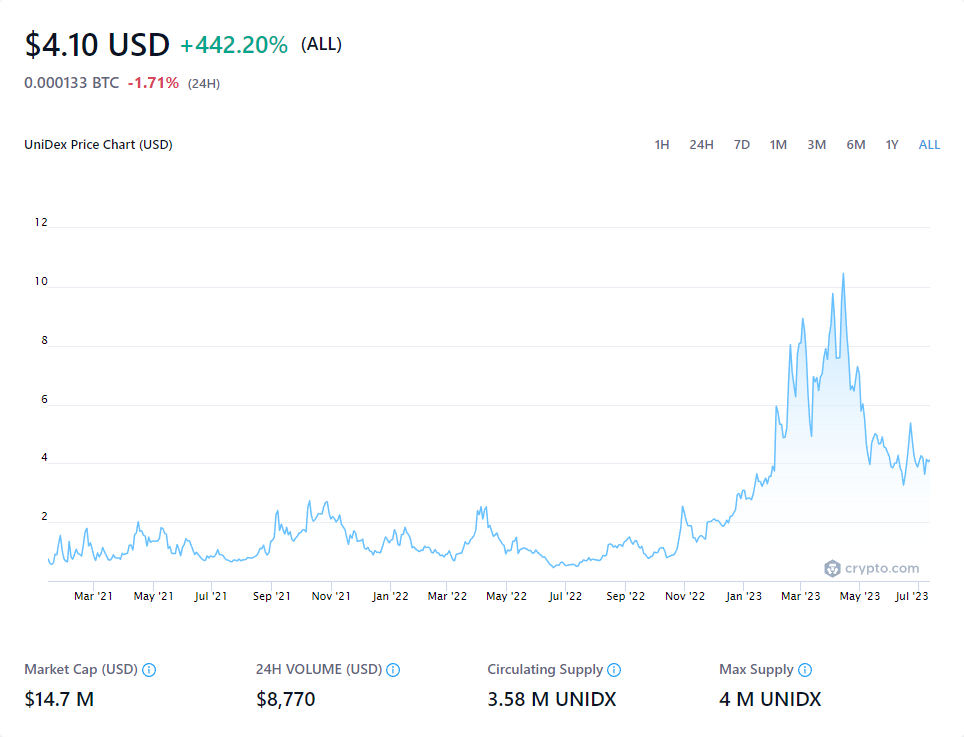 $4.10 USD +442.20% (ALL)
0.000133 BTC -1.71% (24H)
UniDex Price Chart (USD) 1H 24H 7D 1M 3M 6M 1Y ALL
12
10
8
6
4
2
crypto.com
Mar '21 May '21 Jul '21 Sep '21 Nov '21 Jan '22 Mar '22 May '22 Jul '22 Sep '22 Nov '22 Jan '23 Mar '23 May '23 Jul '23
Market Cap (USD) 24H VOLUME (USD) Circulating Supply Max Supply
$14.7 M $8,770 3.58 M UNIDX 4 M UNIDX